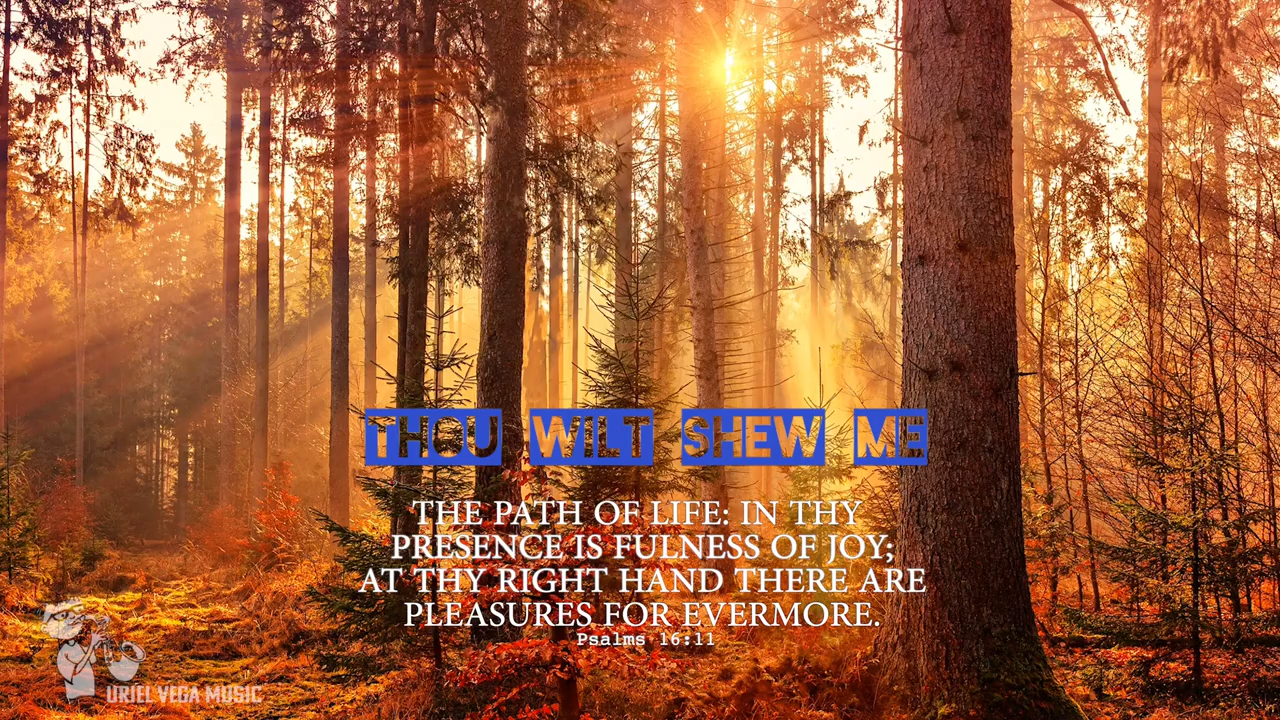 THOU WILT SHEW ME
THE PATH OF LIFE: IN THY
PRESENCE IS FULNESS OF JOY;
AT THY RIGHT HAND THERE ARE
PLEASURES FOR EVERMORE.
Psalms 16:11
URIEL VEGA MUSIC